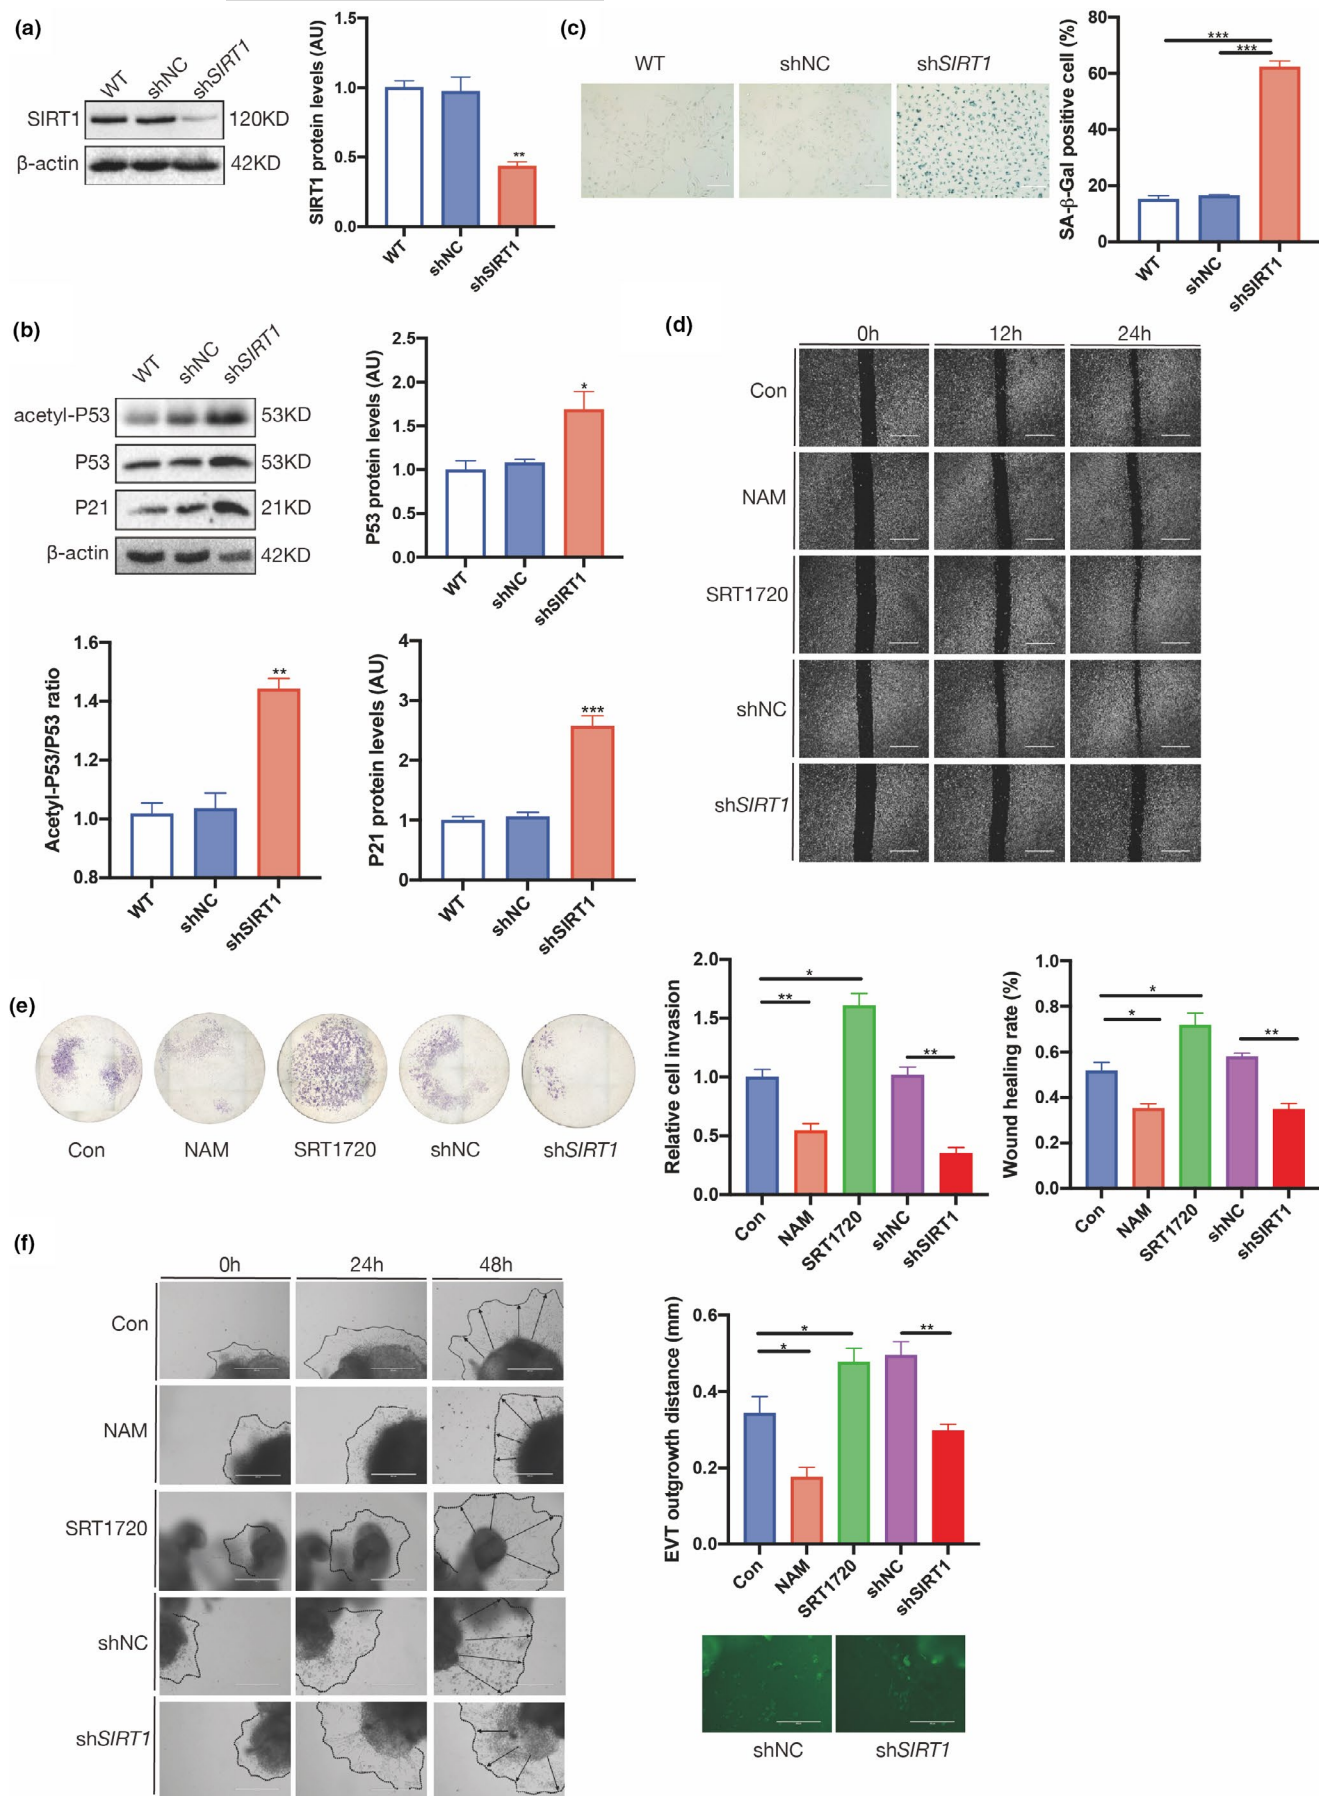 (a)
WT
shNC
shSIRT1
SIRT1
120KD
β-actin
42KD
SIRT1 protein levels (AU)
1.5
1.0
0.5
0.0
**
WT
shNC
shSIRT1
(c)
WT
shNC
shSIRT1
SA-β-Gal positive cell (%)
80
60
40
20
0
***
***
WT
shNC
shSIRT1
(b)
WT
shNC
shSIRT1
acetyl-P53
53KD
P53
53KD
P21
21KD
β-actin
42KD
P53 protein levels (AU)
2.5
2.0
1.5
1.0
0.5
0.0
*
WT
shNC
shSIRT1
Acetyl-P53/P53 ratio
1.6
1.4
1.2
1.0
0.8
**
WT
shNC
shSIRT1
P21 protein levels (AU)
4
3
2
1
0
***
WT
shNC
shSIRT1
(d)
0h
12h
24h
Con
NAM
SRT1720
shNC
shSIRT1
(e)
Con
NAM
SRT1720
shNC
shSIRT1
Relative cell invasion
2.0
1.5
1.0
0.5
0.0
*
**
**
Con
NAM
SRT1720
shNC
shSIRT1
Wound healing rate (%)
1.0
0.8
0.6
0.4
0.2
0.0
*
*
**
Con
NAM
SRT1720
shNC
shSIRT1
(f)
0h
24h
48h
Con
NAM
SRT1720
shNC
shSIRT1
EVT outgrowth distance (mm)
0.6
0.4
0.2
0.0
*
*
**
Con
NAM
SRT1720
shNC
shSIRT1
shNC
shSIRT1